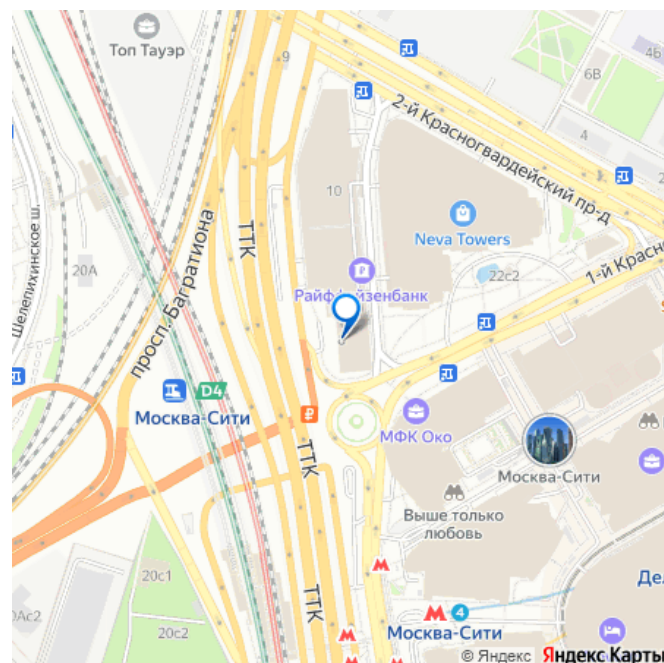 Топ Тауэр
9
6В
4
2-й Красногвардейский пр-д
10
ТТК
Neva Towers
просп. Багратиона
Шелепихинское ш.
20А
22с2
1-й Красн
Райффайзенбанк
D4
Москва-Сити
МФК Око
ТТК
Москва-Сити
Выше только
любовь
20с1
Дел
ТТК
0Ас2
20с2
4
Москва-Сити
© Яндекс Яндекс Карты